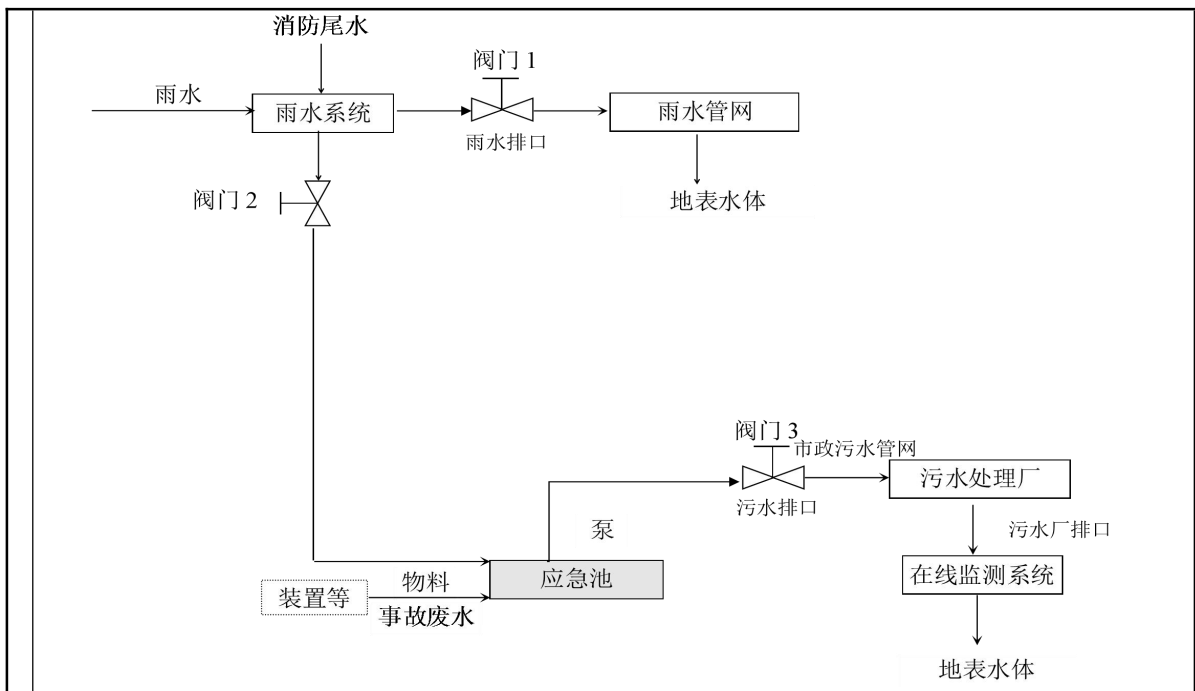 消防尾水
阀门 1
雨水
雨水系统
雨水管网
雨水排口
阀门 2
地表水体
阀门 3
市政污水管网
污水处理厂
污水排口
泵
污水厂排口
应急池
物料
在线监测系统
装置等
事故废水
地表水体